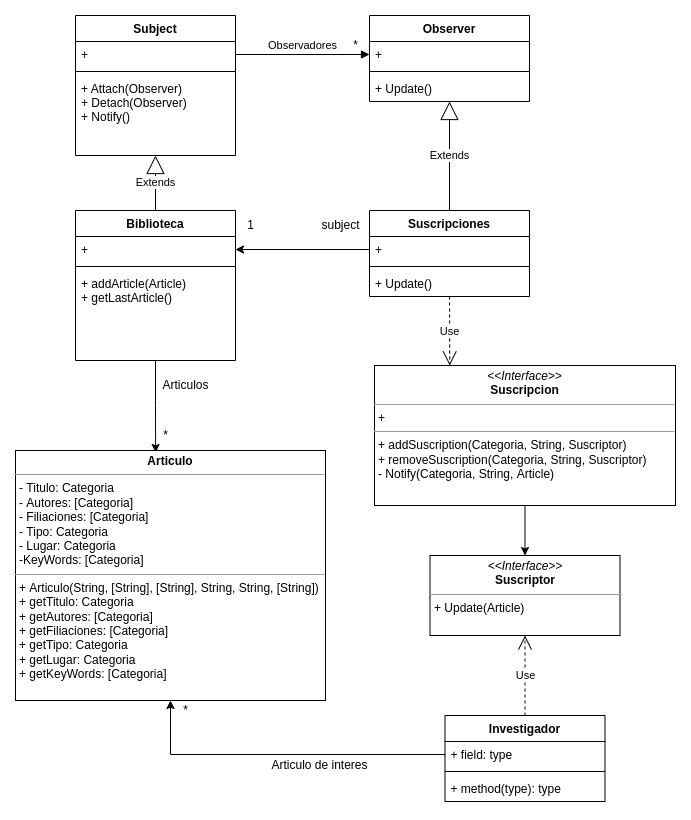 Subject
+
+ Attach(Observer)
+ Detach(Observer)
+ Notify()
Observadores
*
Observer
+
+ Update()
Extends
Extends
Biblioteca
+
+ addArticle(Article)
+ getLastArticle()
1
subject
Suscripciones
+
+ Update()
Use
Articulos
*
<<Interface>>
Suscripcion
+
+ addSuscription(Categoria, String, Suscriptor)
+ removeSuscription(Categoria, String, Suscriptor)
- Notify(Categoria, String, Article)
Articulo
- Titulo: Categoria
- Autores: [Categoria]
- Filiaciones: [Categoria]
- Tipo: Categoria
- Lugar: Categoria
-KeyWords: [Categoria]
+ Articulo(String, [String], [String], String, String, [String])
+ getTitulo: Categoria
+ getAutores: [Categoria]
+ getFiliaciones: [Categoria]
+ getTipo: Categoria
+ getLugar: Categoria
+ getKeyWords: [Categoria]
<<Interface>>
Suscriptor
+ Update(Article)
Use
*
Articulo de interes
Investigador
+ field: type
+ method(type): type